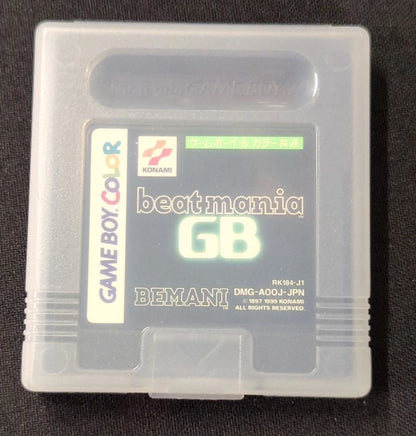 KONAMI
ゲームボーイ&カラー共通
GAME BOY COLOR
beatmania
GB
RK184-J1
BEMANI
DMG-A0OJ-JPN
© 1997 1999 KONAMI
ALL RIGHTS RESERVED.